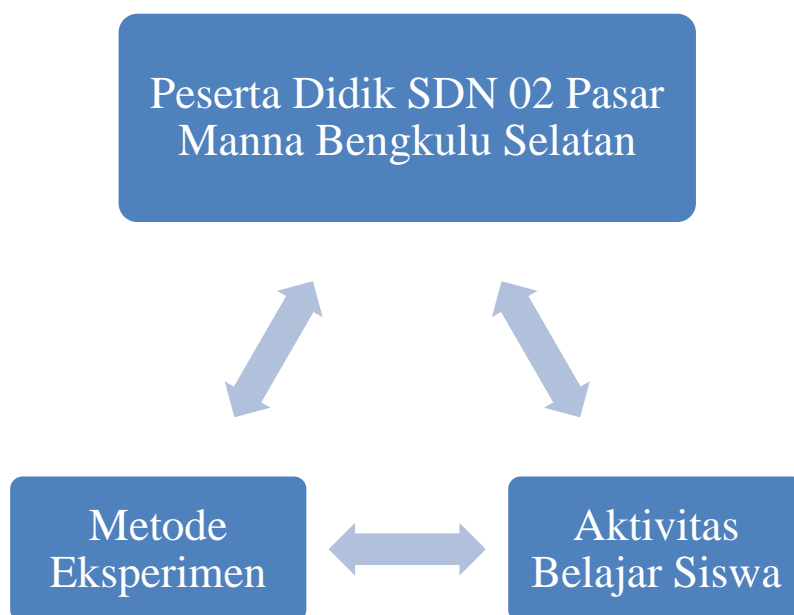 Peserta Didik SDN 02 Pasar
Manna Bengkulu Selatan
Metode
Eksperimen
Aktivitas
Belajar Siswa